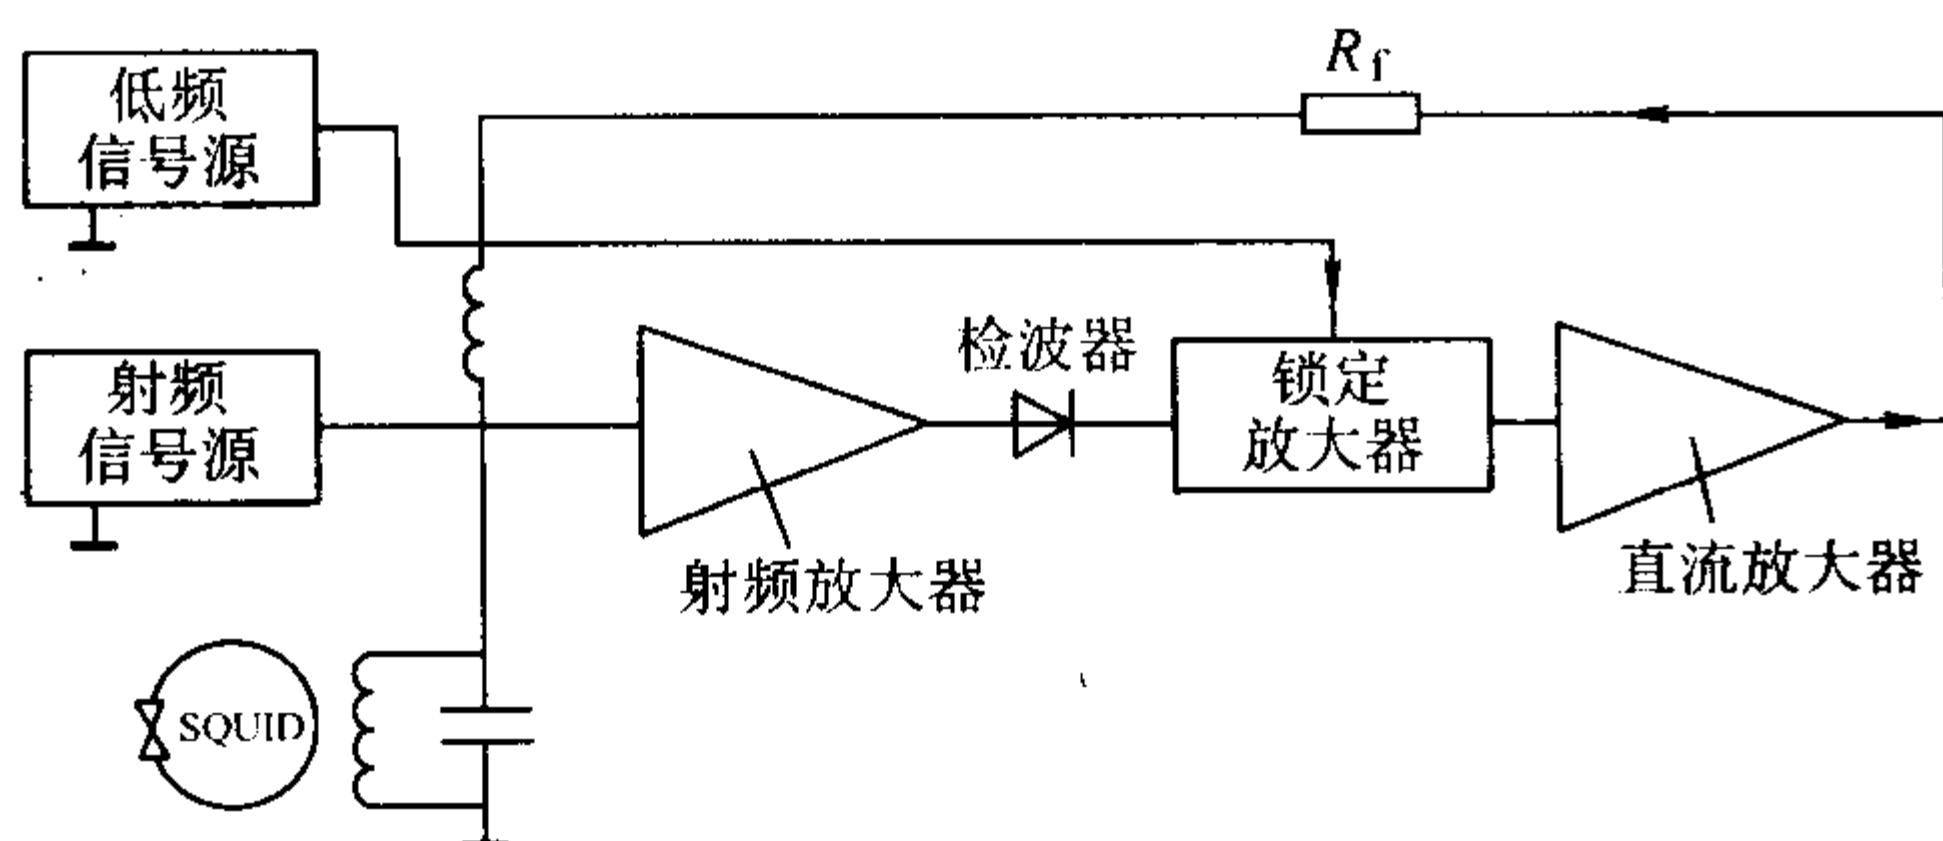 低频
信号源
R_f
射频
信号源
检波器
锁定
放大器
射频放大器
直流放大器
SQUID